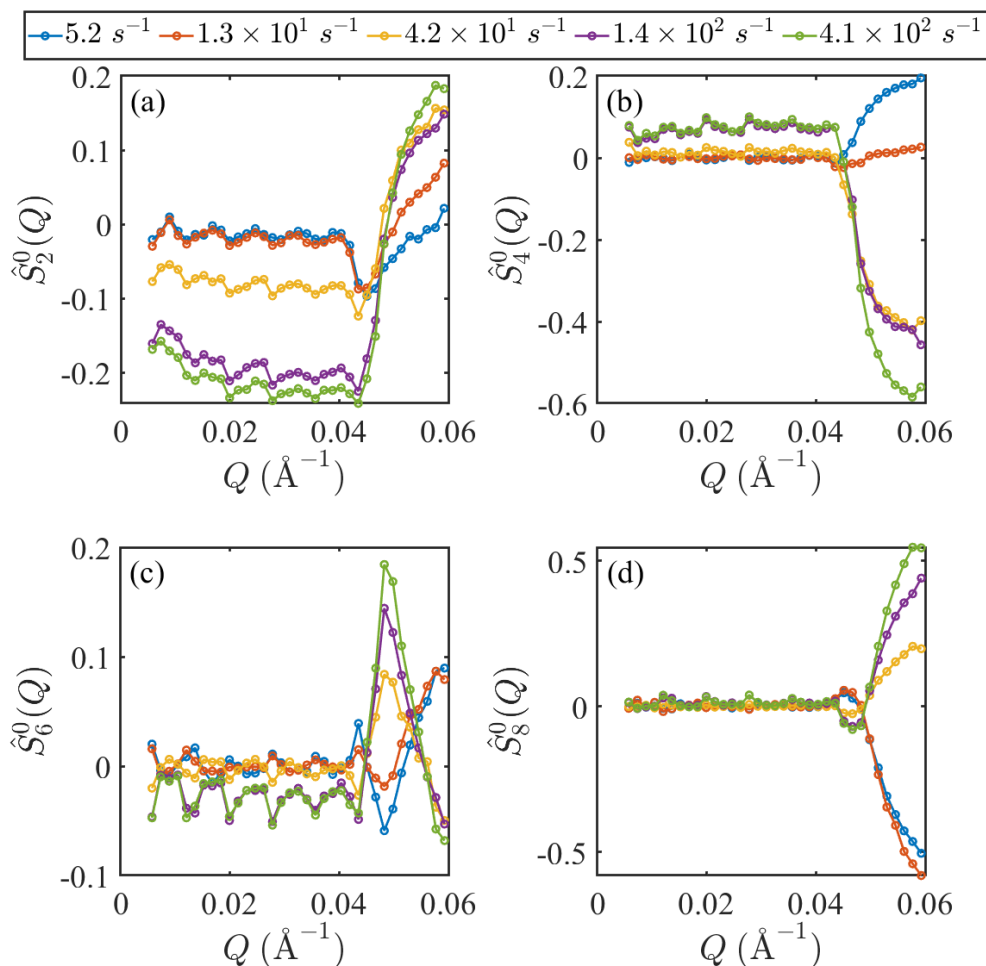 5.2 s⁻¹ 1.3 × 10¹ s⁻¹ 4.2 × 10¹ s⁻¹ 1.4 × 10² s⁻¹ 4.1 × 10² s⁻¹
(a)
Ŝ⁰₂(Q)
0.2
0.1
0
-0.1
-0.2
0 0.02 0.04 0.06
Q (Å⁻¹)
(b)
Ŝ⁰₄(Q)
0.2
0
-0.2
-0.4
-0.6
0 0.02 0.04 0.06
Q (Å⁻¹)
(c)
Ŝ⁰₆(Q)
0.2
0.1
0
-0.1
0 0.02 0.04 0.06
Q (Å⁻¹)
(d)
Ŝ⁰₈(Q)
0.5
0
-0.5
0 0.02 0.04 0.06
Q (Å⁻¹)